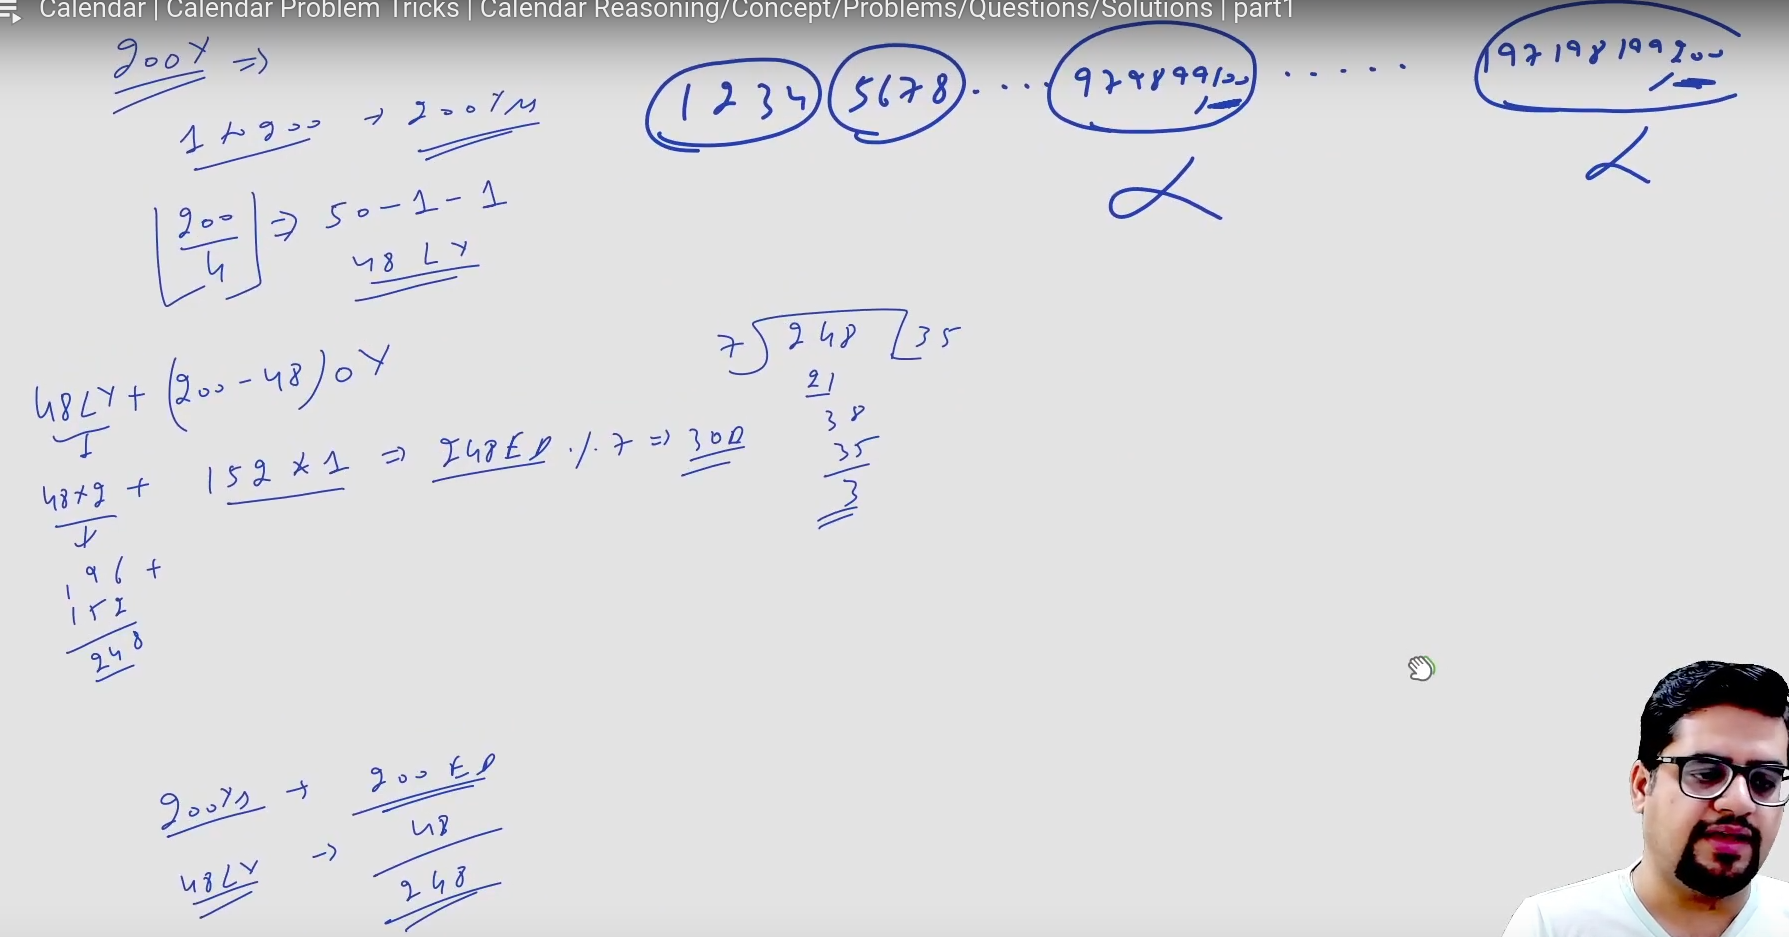 Calendar | Calendar Problem Tricks | Calendar Reasoning/Concept/Problems/Questions/Solutions | part1
200Y ⇒
1 to 200 → 200 Yrs
1 2 3 4 5 6 7 8 .... 97 98 99 100 ...... 197 198 199 200
[200/4] ⇒ 50-1-1
48 LY
48LY + (200-48) OY
48×2 + 152 × 1 ⇒ 248 ED % 7 ⇒ 3 OD
96 +
1
152
248
7) 248 [35
21
38
35
3
200Ys → 200 ED
48LY → 48
248